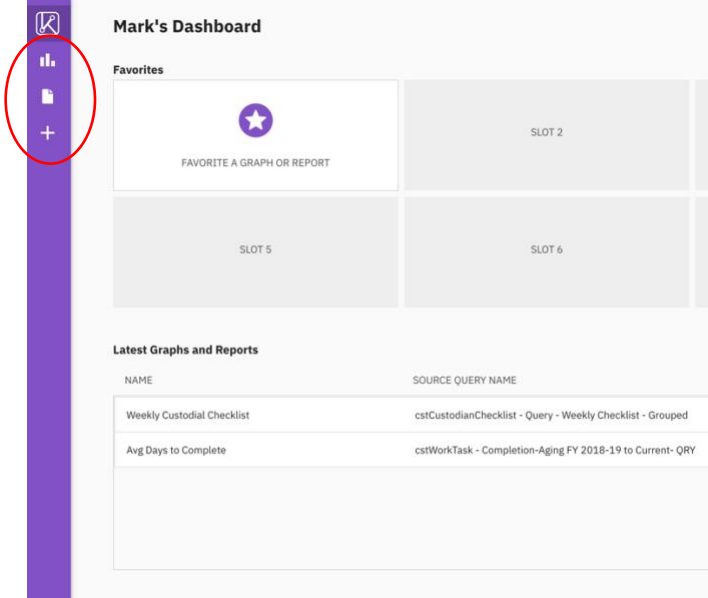 Mark's Dashboard
Favorites
FAVORITE A GRAPH OR REPORT
SLOT 2
SLOT 5
SLOT 6
Latest Graphs and Reports
NAME
SOURCE QUERY NAME
Weekly Custodial Checklist
cstCustodianChecklist - Query - Weekly Checklist - Grouped
Avg Days to Complete
cstWorkTask - Completion-Aging FY 2018-19 to Current- QRY